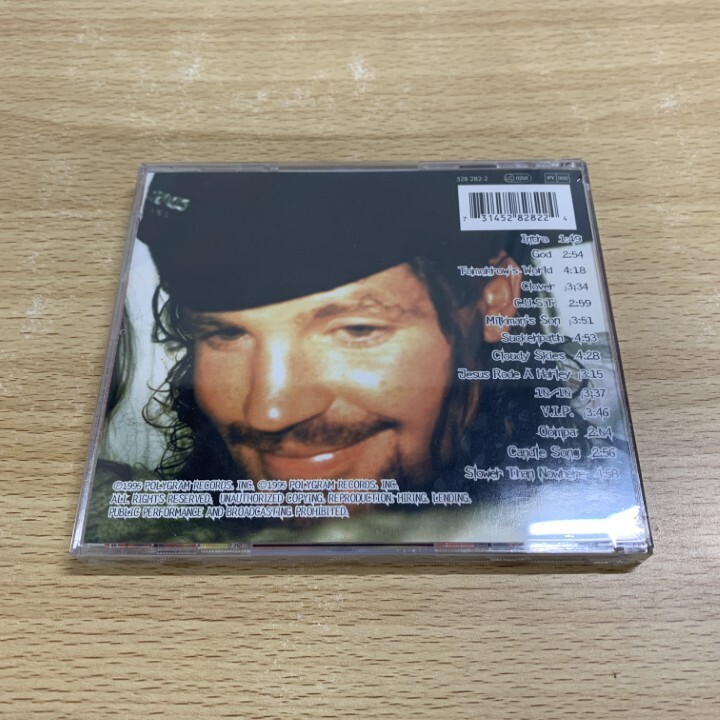 528 282-2
7 31452 82822 4
Intro 1:49
God 2:54
Tomorrow's World 4:18
Clover 3:34
C.U.S.T. 2:59
Milkman's Son 3:51
Suckerpath 4:53
Cloudy Skies 4:28
Jesus Rode A Harley 3:15
3:37
V.I.P. 3:46
Oompa
Candle Song 2:56
Slower Than Nowhere 4:58
©1995 POLYGRAM RECORDS. INC. ℗1995 POLYGRAM RECORDS. INC.
ALL RIGHTS RESERVED. UNAUTHORIZED COPYING, REPRODUCTION, HIRING, LENDING,
PUBLIC PERFORMANCE AND BROADCASTING PROHIBITED.